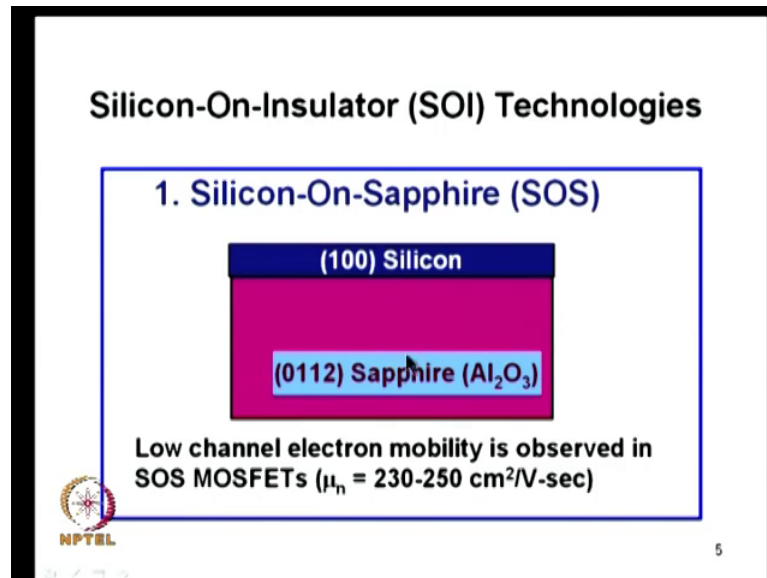 Silicon-On-Insulator (SOI) Technologies
1. Silicon-On-Sapphire (SOS)
(100) Silicon
(0112) Sapphire (Al₂O₃)
Low channel electron mobility is observed in
SOS MOSFETs (μₙ = 230-250 cm²/V-sec)
NPTEL
5